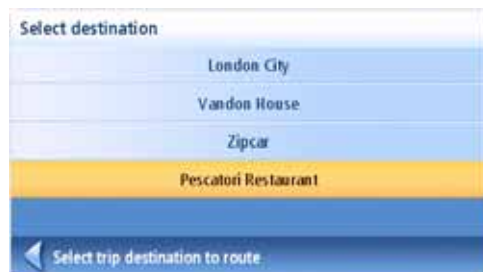 Select destination
London City
Vandon House
Zipcar
Pescatori Restaurant
Select trip destination to route